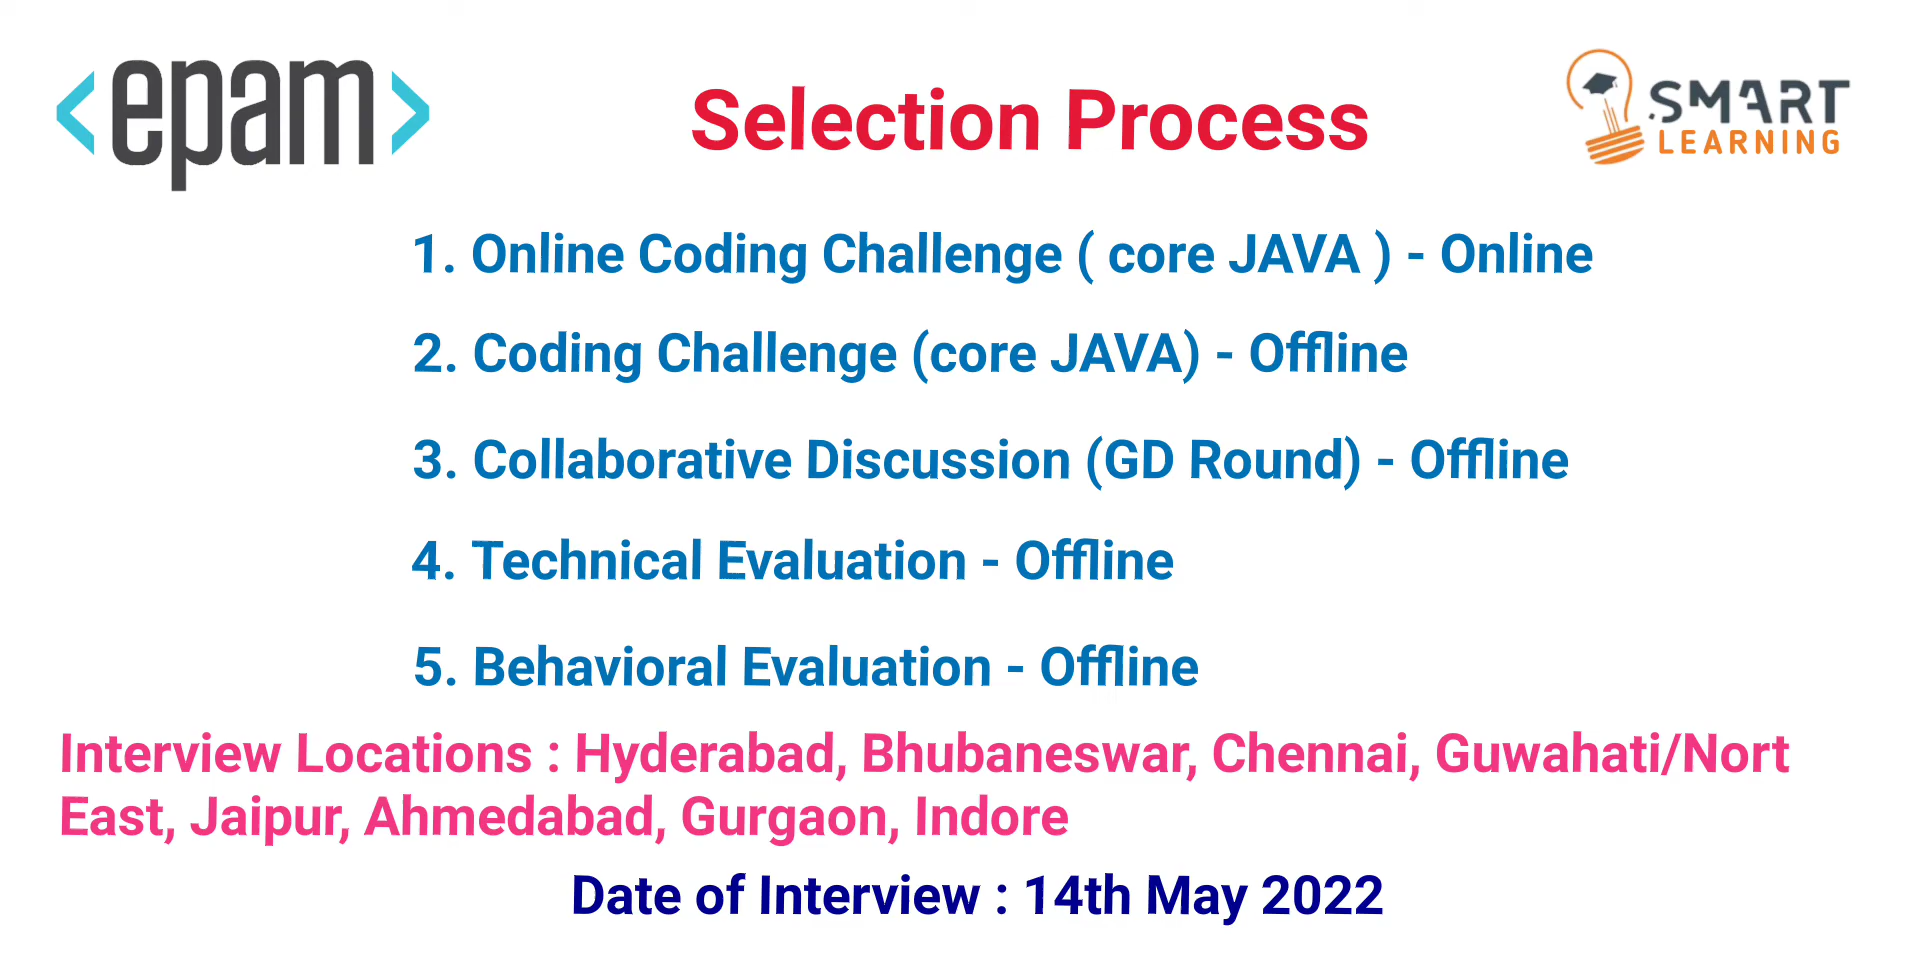 <epam>
Selection Process
SMART
LEARNING
1. Online Coding Challenge ( core JAVA ) - Online
2. Coding Challenge (core JAVA) - Offline
3. Collaborative Discussion (GD Round) - Offline
4. Technical Evaluation - Offline
5. Behavioral Evaluation - Offline
Interview Locations : Hyderabad, Bhubaneswar, Chennai, Guwahati/Nort
East, Jaipur, Ahmedabad, Gurgaon, Indore
Date of Interview : 14th May 2022